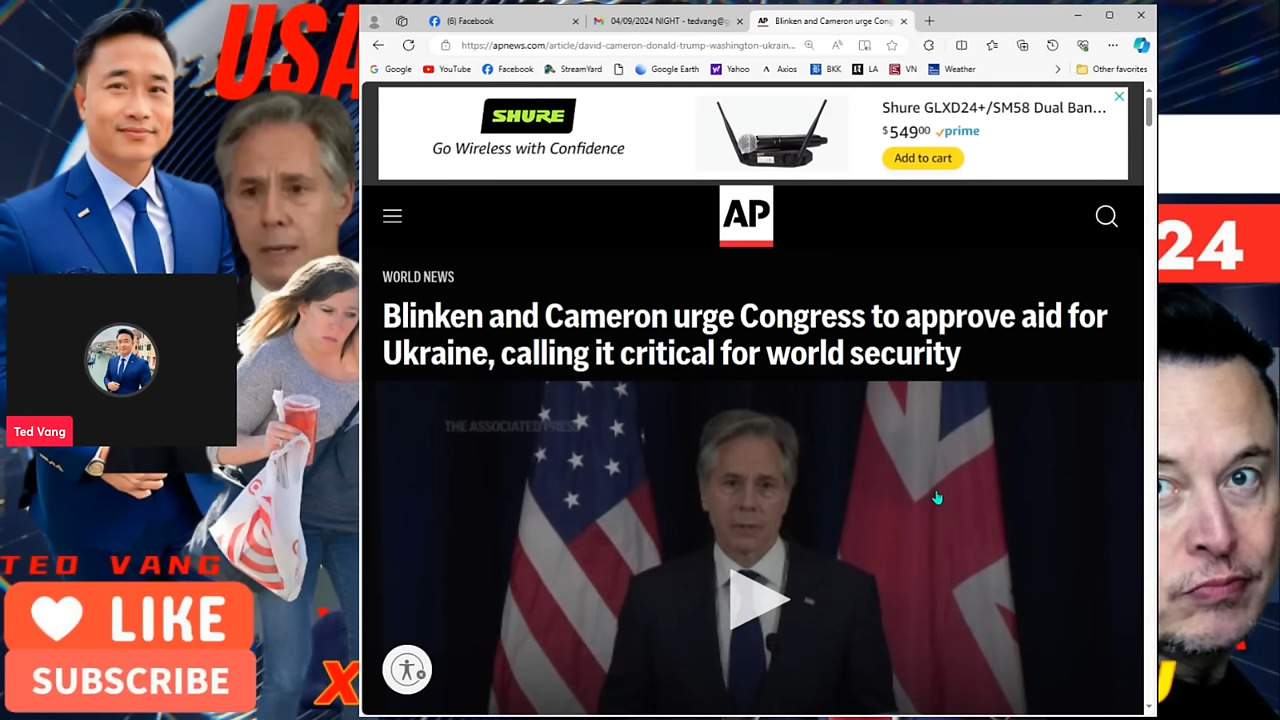 USA
(6) Facebook
04/09/2024 NIGHT - tedvang@g
AP Blinken and Cameron urge Cong
https://apnews.com/article/david-cameron-donald-trump-washington-ukrain...
Google
YouTube
Facebook
StreamYard
Google Earth
Yahoo
Axios
BKK
LA
VN
Weather
Other favorites
SHURE
Go Wireless with Confidence
Shure GLXD24+/SM58 Dual Ban...
$54900 prime
Add to cart
AP
24
WORLD NEWS
Blinken and Cameron urge Congress to approve aid for
Ukraine, calling it critical for world security
THE ASSOCIATED PRESS
Ted Vang
TED VANG
LIKE
SUBSCRIBE
X